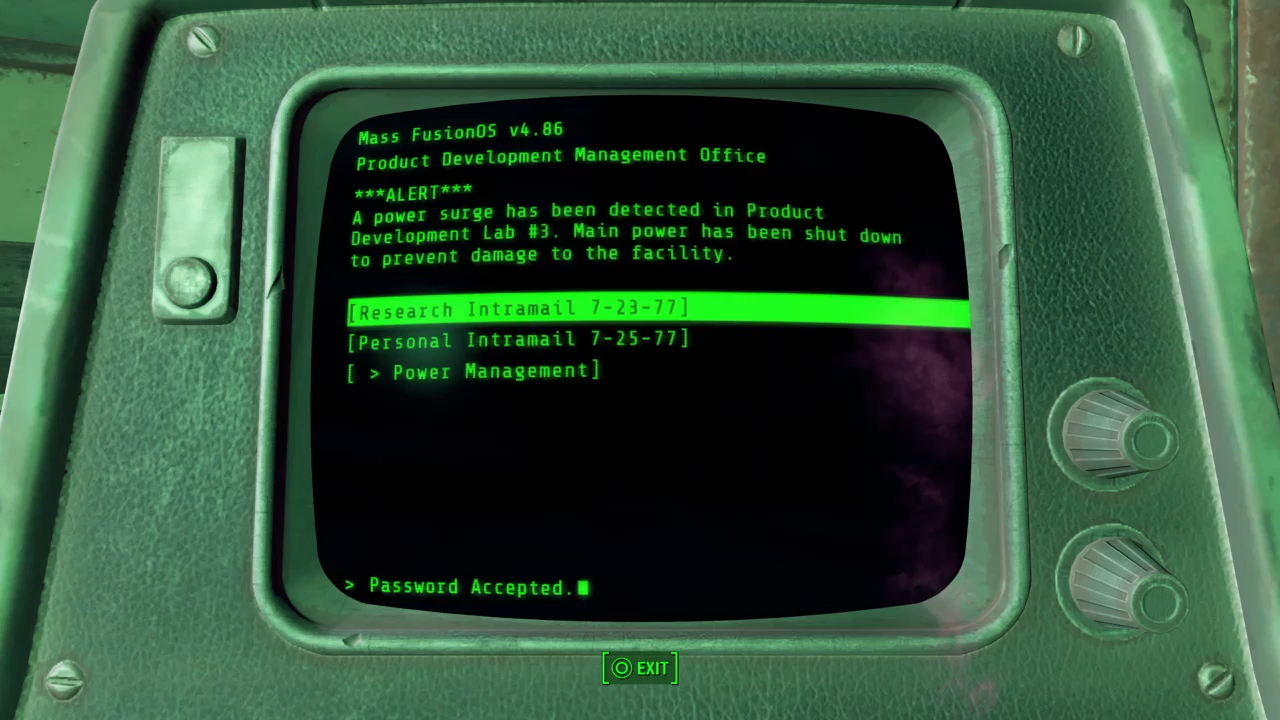 Mass FusionOS v4.86
Product Development Management Office
***ALERT***
A power surge has been detected in Product
Development Lab #3. Main power has been shut down
to prevent damage to the facility.
[Research Intramail 7-23-77]
[Personal Intramail 7-25-77]
[ > Power Management]
> Password Accepted.
EXIT